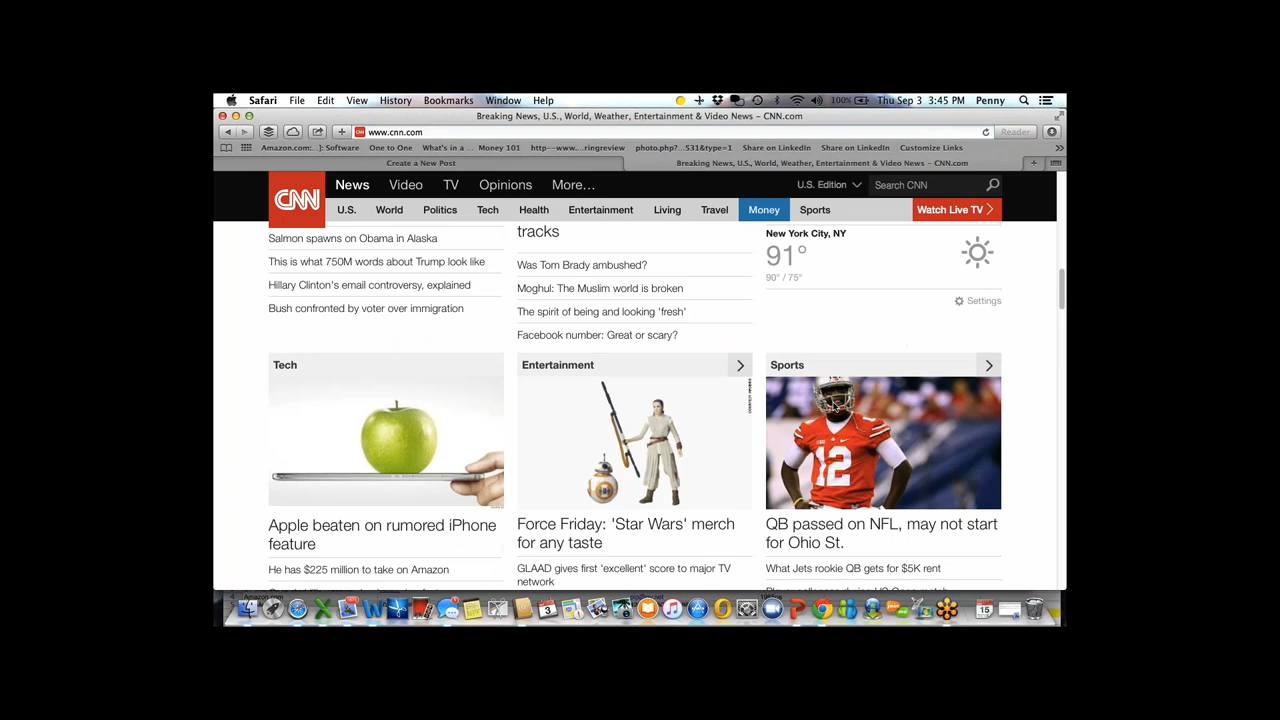 Safari File Edit View History Bookmarks Window Help 100% Thu Sep 3 3:45 PM Penny
Breaking News, U.S., World, Weather, Entertainment & Video News – CNN.com
www.cnn.com Reader
Amazon.com:...]: Software One to One What's in a ... Money 101 http--www....ringreview photo.php?...531&type=1 Share on LinkedIn Share on LinkedIn Customize Links
Create a New Post Breaking News, U.S., World, Weather, Entertainment & Video News – CNN.com
CNN News Video TV Opinions More... U.S. Edition Search CNN
U.S. World Politics Tech Health Entertainment Living Travel Money Sports Watch Live TV
Salmon spawns on Obama in Alaska
This is what 750M words about Trump look like
Hillary Clinton's email controversy, explained
Bush confronted by voter over immigration
tracks
Was Tom Brady ambushed?
Moghul: The Muslim world is broken
The spirit of being and looking 'fresh'
Facebook number: Great or scary?
New York City, NY
91°
90° / 75°
Settings
Tech
Apple beaten on rumored iPhone
feature
He has $225 million to take on Amazon
Entertainment
Force Friday: 'Star Wars' merch
for any taste
GLAAD gives first 'excellent' score to major TV
network
Sports
12
QB passed on NFL, may not start
for Ohio St.
What Jets rookie QB gets for $5K rent
3
15